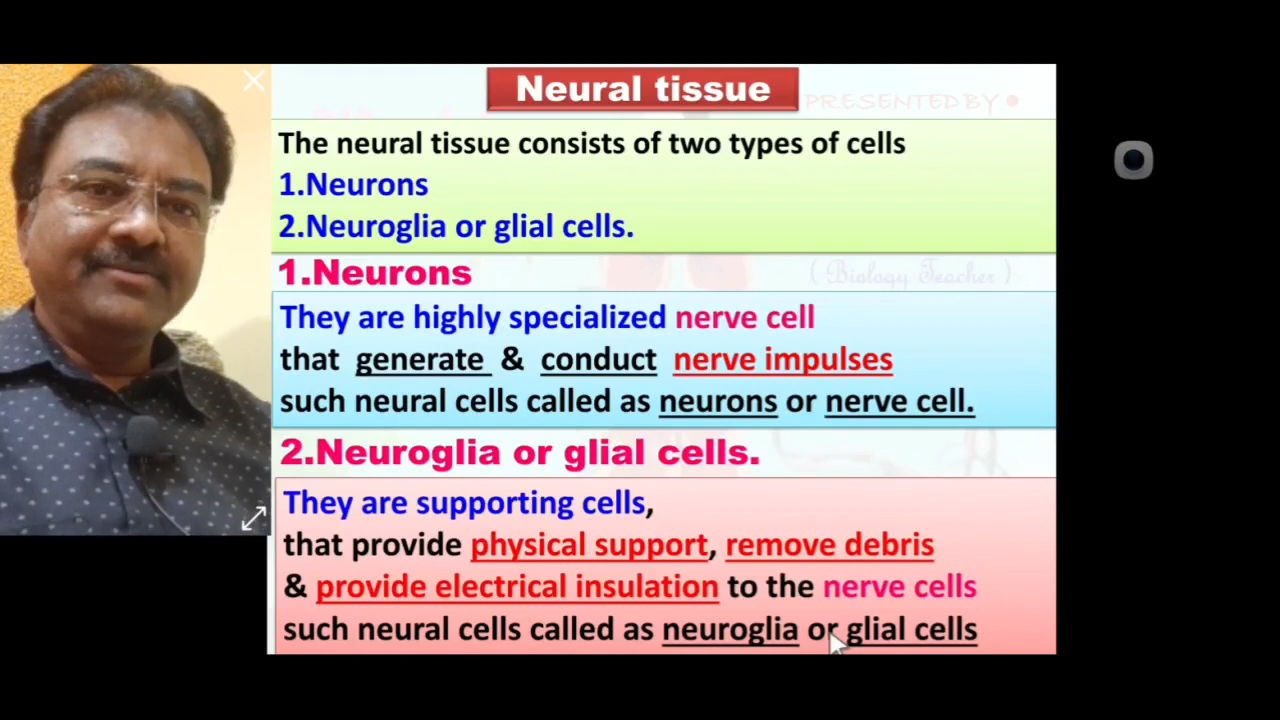 Neural tissue
PRESENTED BY
The neural tissue consists of two types of cells
1.Neurons
2.Neuroglia or glial cells.
1.Neurons
( Biology Teacher )
They are highly specialized nerve cell
that generate & conduct nerve impulses
such neural cells called as neurons or nerve cell.
2.Neuroglia or glial cells.
They are supporting cells,
that provide physical support, remove debris
& provide electrical insulation to the nerve cells
such neural cells called as neuroglia or glial cells